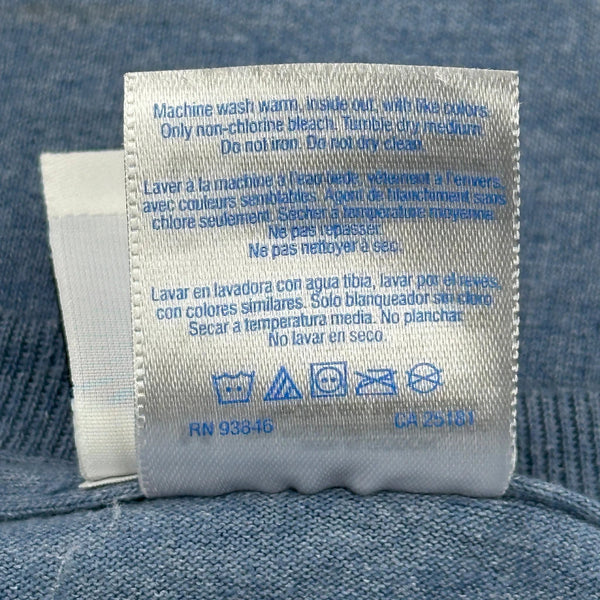 Machine wash warm, inside out, with like colors.
Only non-chlorine bleach. Tumble dry medium.
Do not iron. Do not dry clean.
Laver à la machine à l'eau tiède, vêtement à l'envers,
avec couleurs semblables. Agent de blanchiment sans
chlore seulement. Sécher à température moyenne.
Ne pas repasser.
Ne pas nettoyer à sec.
Lavar en lavadora con agua tibia, lavar por el revés,
con colores similares. Solo blanqueador sin cloro.
Secar a temperatura media. No planchar.
No lavar en seco.
RN 93846 CA 25181